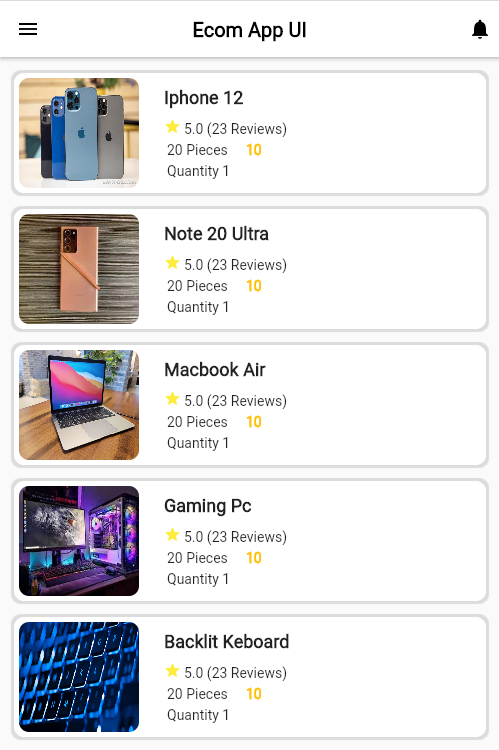 Ecom App UI
Iphone 12
5.0 (23 Reviews)
20 Pieces 10
Quantity 1
Note 20 Ultra
5.0 (23 Reviews)
20 Pieces 10
Quantity 1
Macbook Air
5.0 (23 Reviews)
20 Pieces 10
Quantity 1
Gaming Pc
5.0 (23 Reviews)
20 Pieces 10
Quantity 1
Backlit Keboard
5.0 (23 Reviews)
20 Pieces 10
Quantity 1